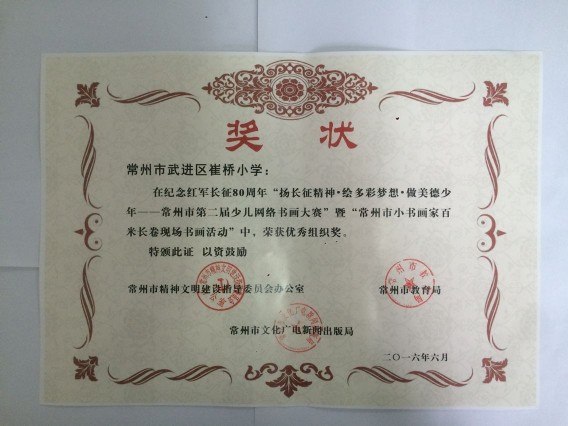 奖状
常州市武进区崔桥小学：
在纪念红军长征80周年“扬长征精神·绘多彩梦想·做美德少
年——常州市第二届少儿网络书画大赛”暨“常州市小书画家百
米长卷现场书画活动”中，荣获优秀组织奖。
特颁此证 以资鼓励
常州市精神文明建设指导委员会办公室
常州市教育局
常州市文化广电新闻出版局
二○一六年六月